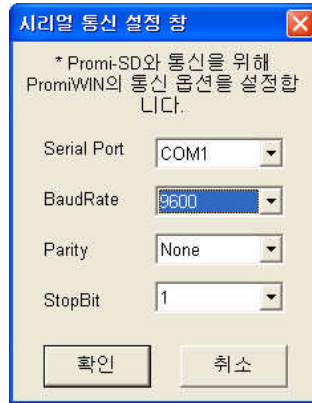 시리얼 통신 설정 창
* Promi-SD와 통신을 위해
PromiWIN의 통신 옵션을 설정합
니다.
Serial Port COM1
BaudRate 9600
Parity None
StopBit 1
확인 취소